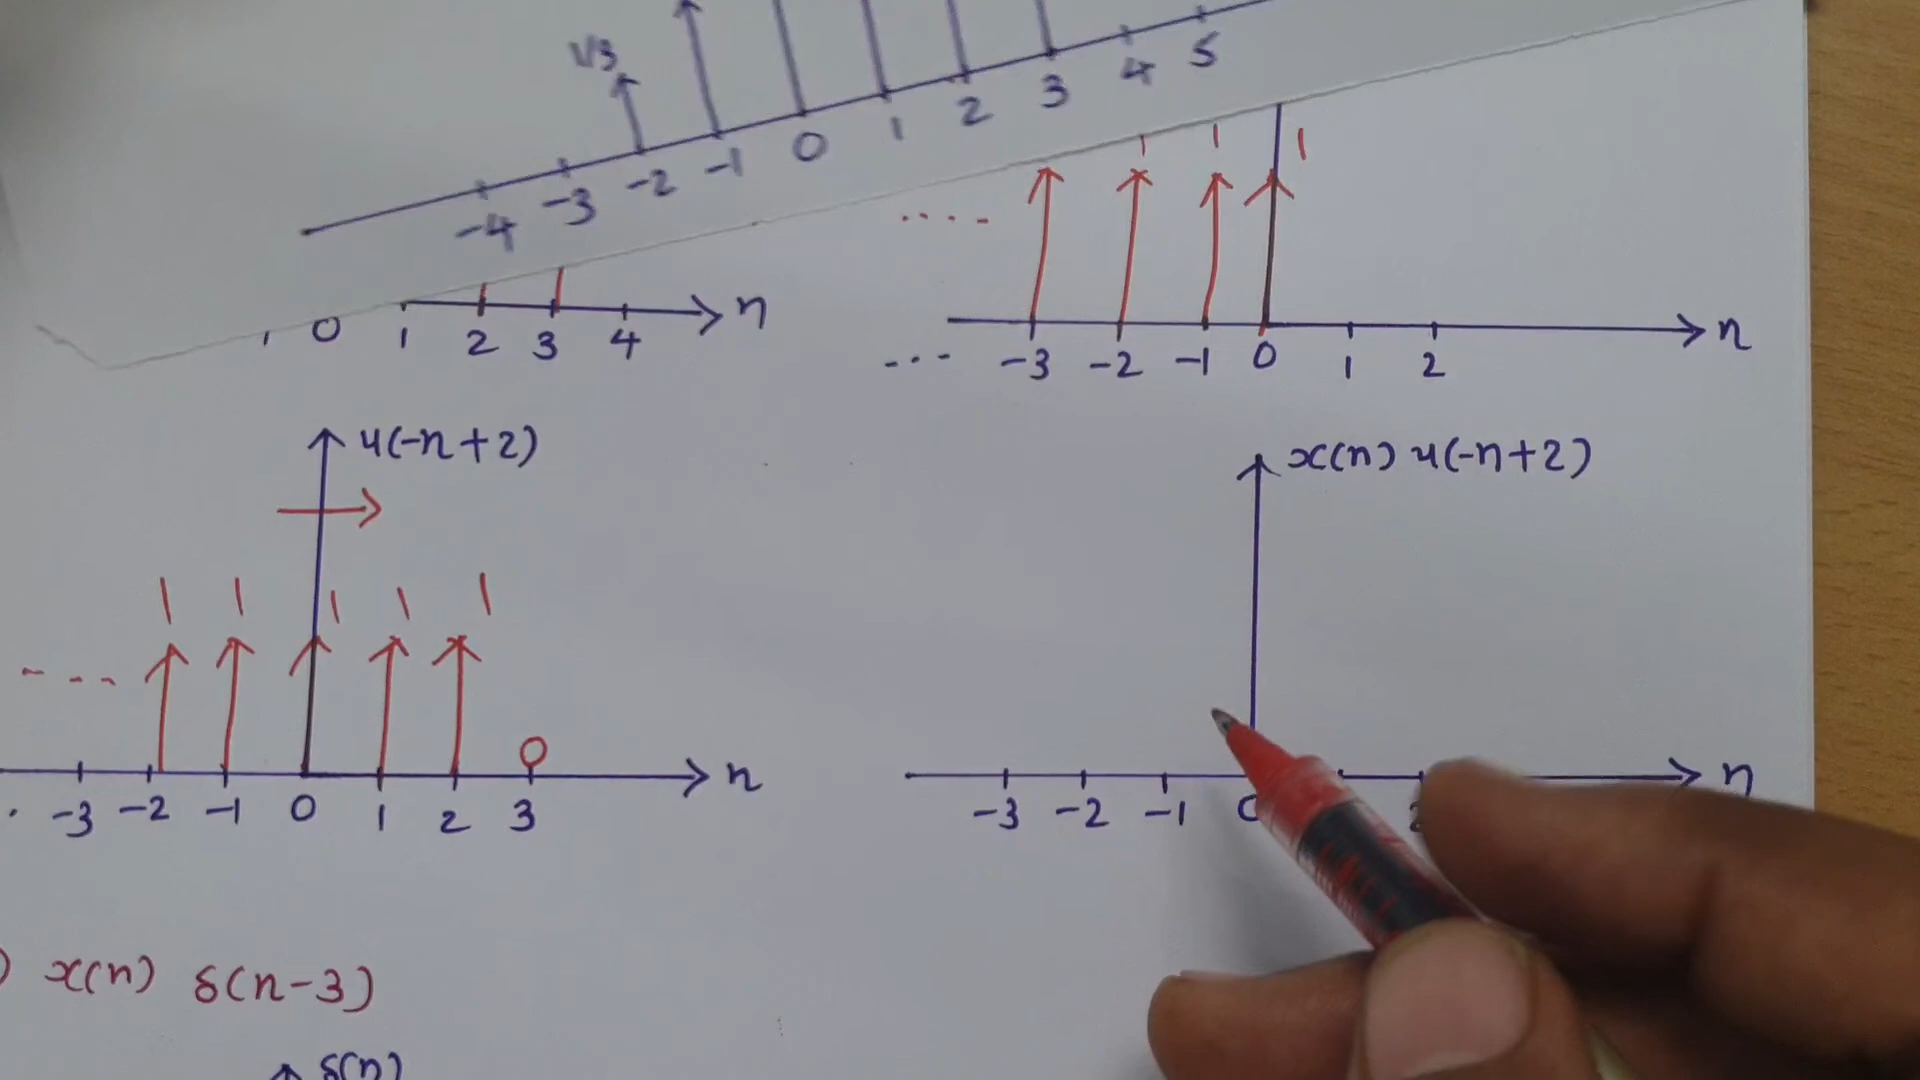 1/3
-4 -3 -2 -1 0 1 2 3 4 5
1 1 1
0 1 2 3 4 n
... -3 -2 -1 0 1 2 n
u(-n+2)
x(n) u(-n+2)
1 1 1 1 1
-3 -2 -1 0 1 2 3 n
-3 -2 -1 0 n
x(n) δ(n-3)
δ(n)